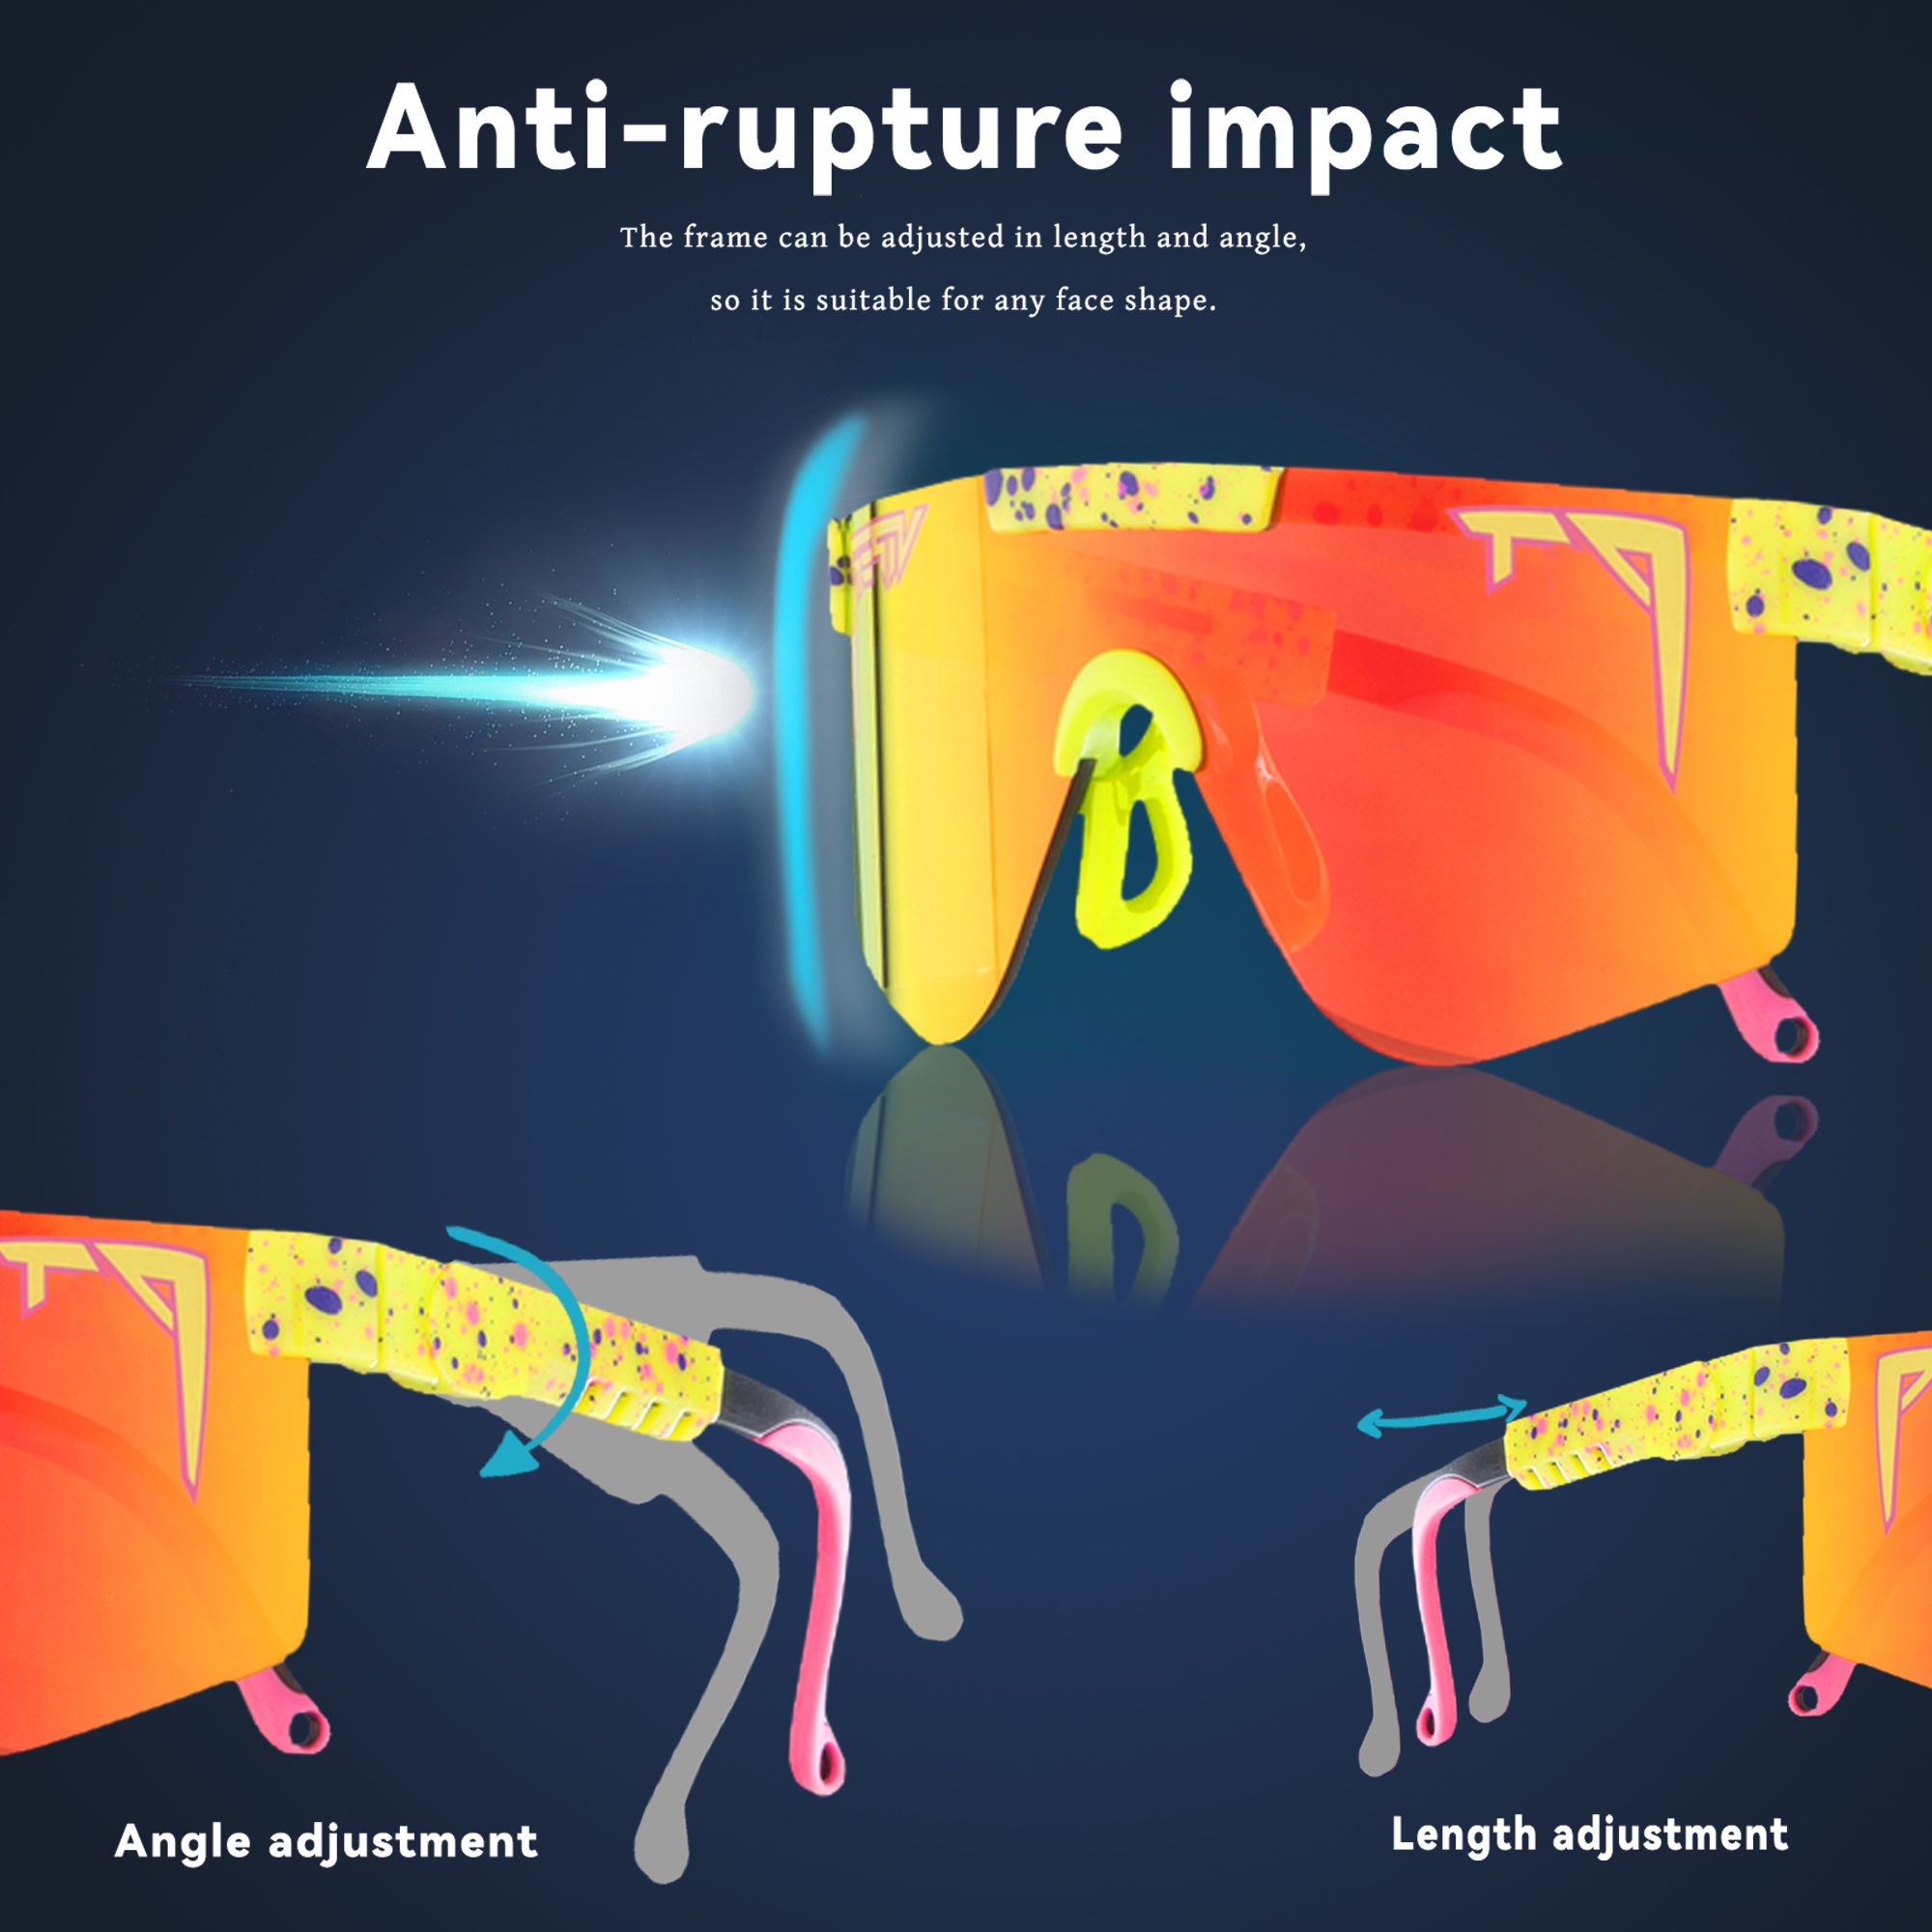 Anti-rupture impact
The frame can be adjusted in length and angle,
so it is suitable for any face shape.
Angle adjustment
Length adjustment